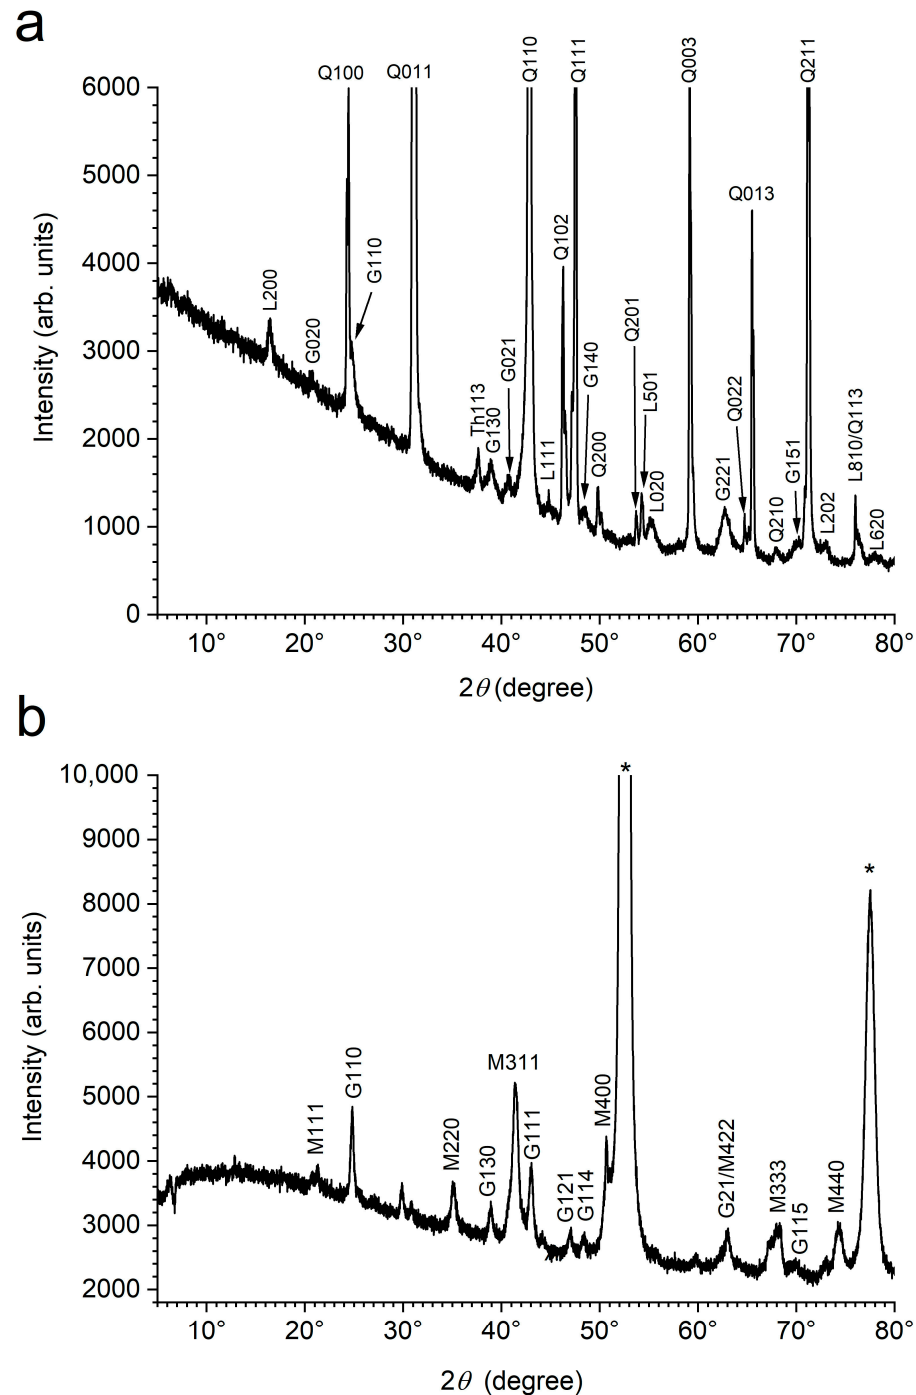 a
Q100
Q011
Q110
Q111
Q003
Q211
6000
5000
4000
3000
2000
1000
0
Intensity (arb. units)
L200
G020
G110
Th113
G130
G021
L111
Q102
G140
Q200
Q201
L501
L020
G221
Q022
Q013
Q210
G151
L202
L810/Q113
L620
10° 20° 30° 40° 50° 60° 70° 80°
2θ (degree)
b
10,000
9000
8000
7000
6000
5000
4000
3000
2000
Intensity (arb. units)
M111
G110
M220
G130
M311
G111
G121
G114
M400
*
G21/M422
M333
G115
M440
*
10° 20° 30° 40° 50° 60° 70° 80°
2θ (degree)